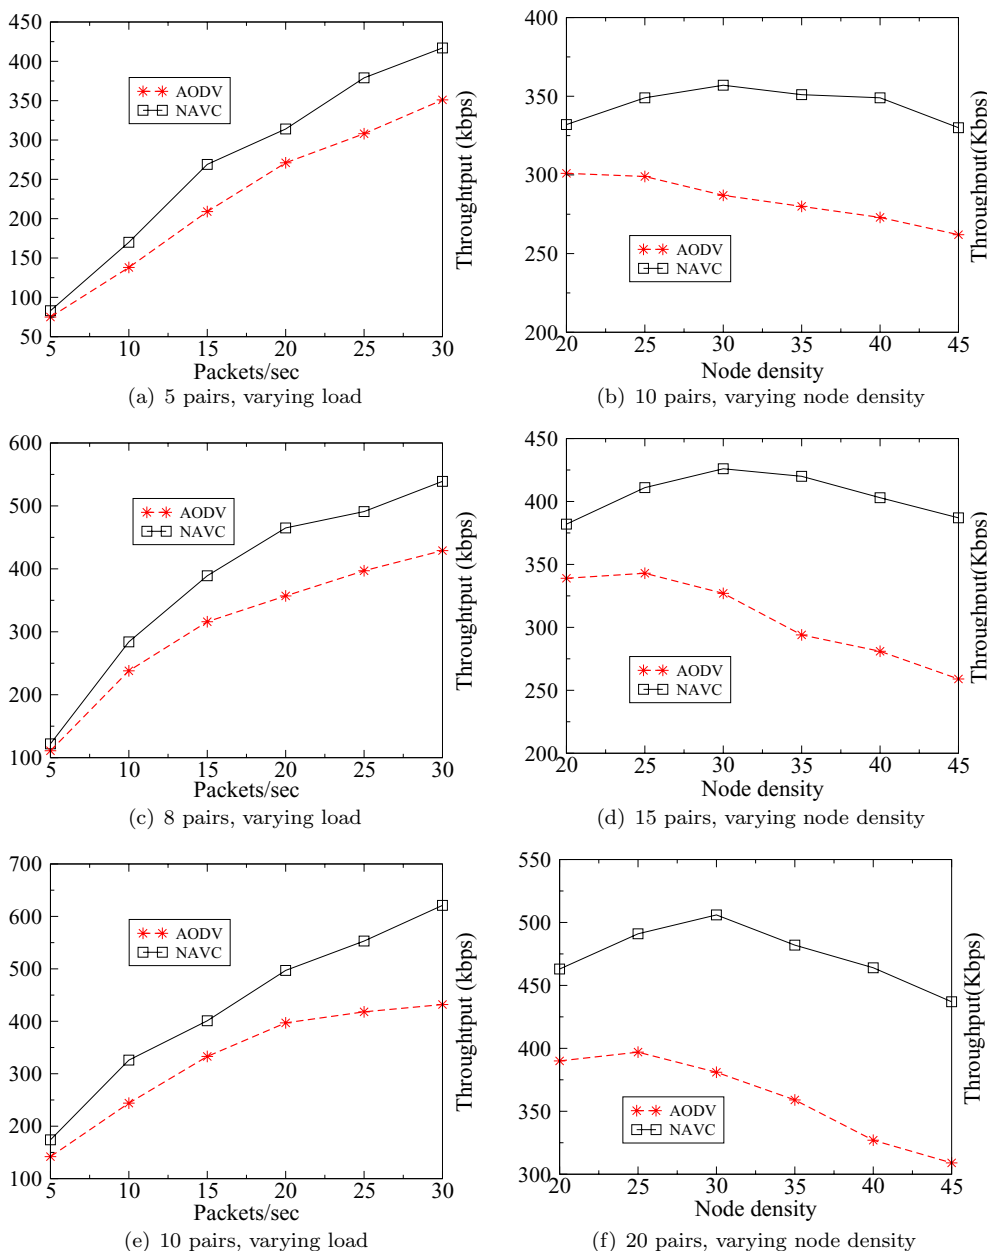 450
400
350
300
250
200
150
100
50
5
10
15
20
25
30
AODV
NAVC
Packets/sec
Throughtput (kbps)
(a) 5 pairs, varying load
400
350
300
250
200
20
25
30
35
40
45
AODV
NAVC
Node density
Throughput(Kbps)
(b) 10 pairs, varying node density
600
500
400
300
200
100
5
10
15
20
25
30
AODV
NAVC
Packets/sec
Throughtput (kbps)
(c) 8 pairs, varying load
450
400
350
300
250
200
20
25
30
35
40
45
AODV
NAVC
Node density
Throughput(Kbps)
(d) 15 pairs, varying node density
700
600
500
400
300
200
100
5
10
15
20
25
30
AODV
NAVC
Packets/sec
Throughtput (kbps)
(e) 10 pairs, varying load
550
500
450
400
350
300
20
25
30
35
40
45
AODV
NAVC
Node density
Throughput(Kbps)
(f) 20 pairs, varying node density